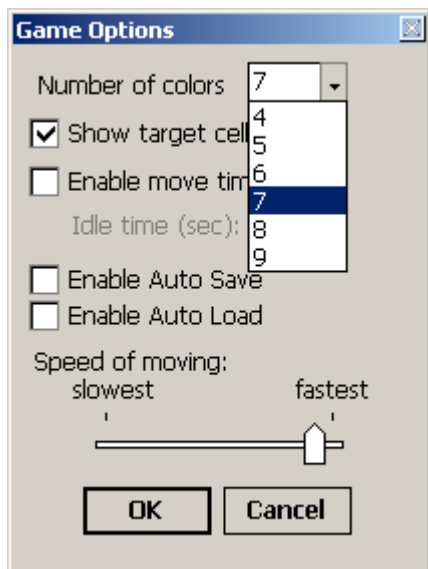 Game Options
Number of colors 7
4
Show target cell
5
6
Enable move tim
7
Idle time (sec):
8
9
Enable Auto Save
Enable Auto Load
Speed of moving:
slowest fastest
OK Cancel